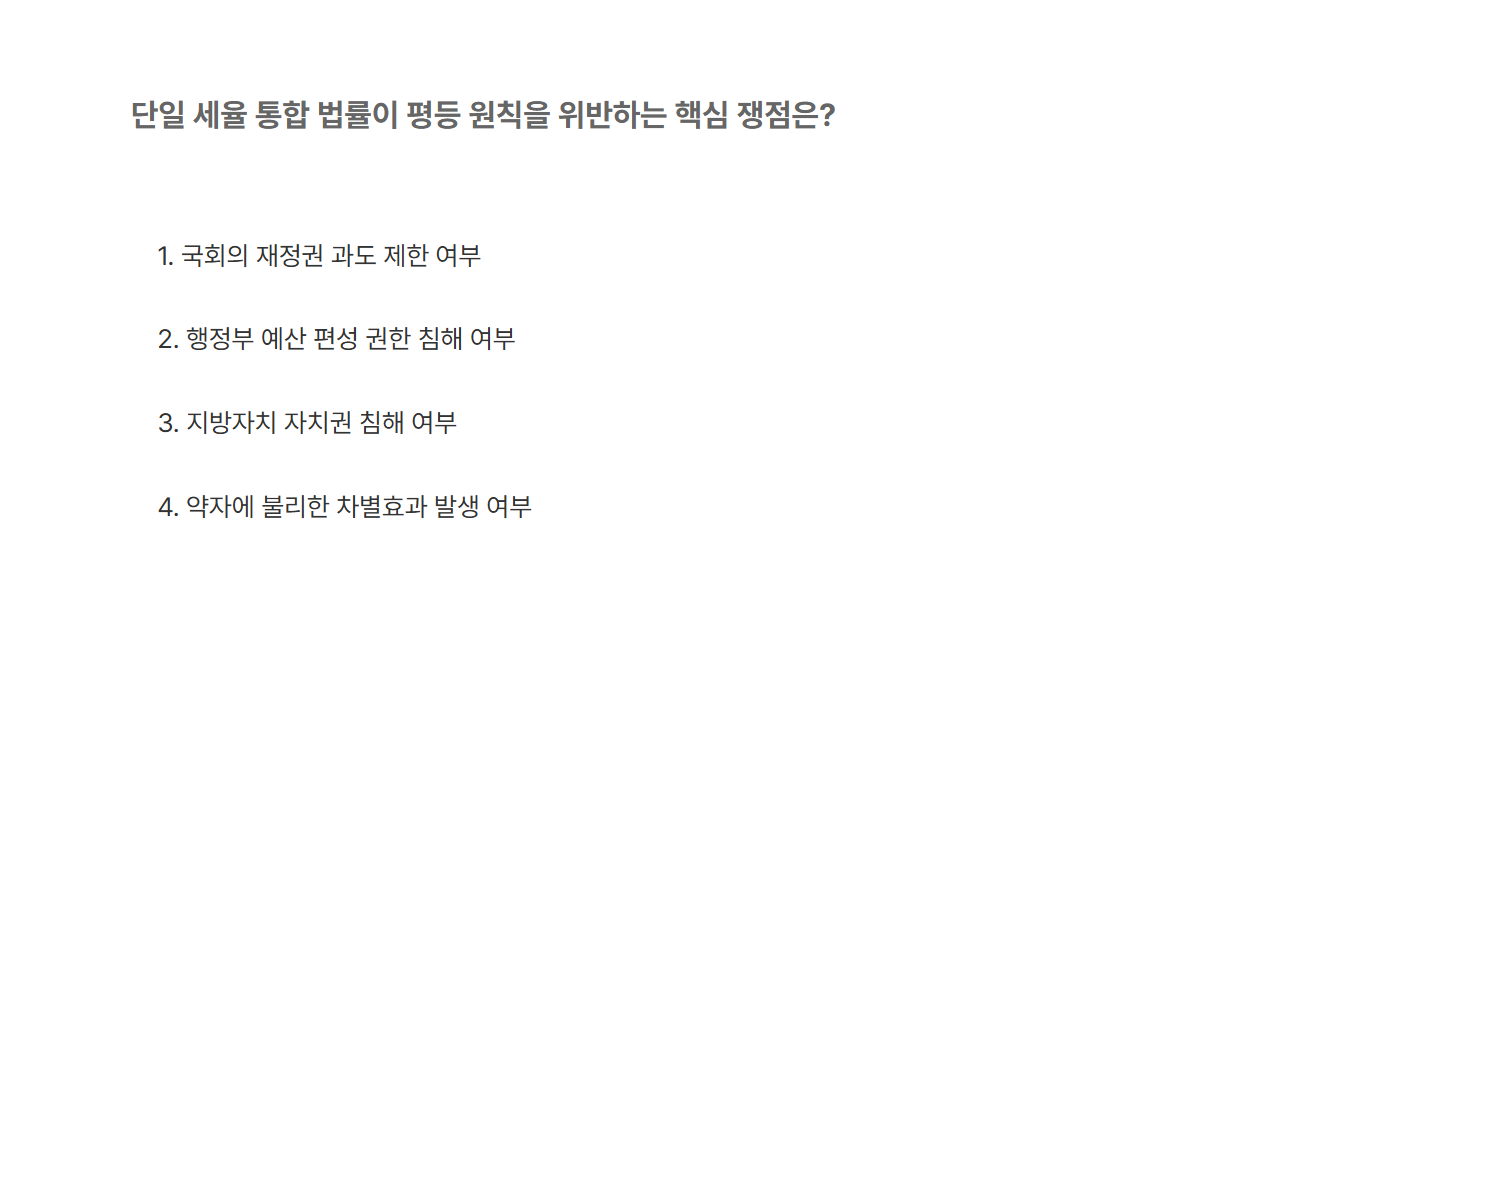 단일 세율 통합 법률이 평등 원칙을 위반하는 핵심 쟁점은?
1. 국회의 재정권 과도 제한 여부
2. 행정부 예산 편성 권한 침해 여부
3. 지방자치 자치권 침해 여부
4. 약자에 불리한 차별효과 발생 여부